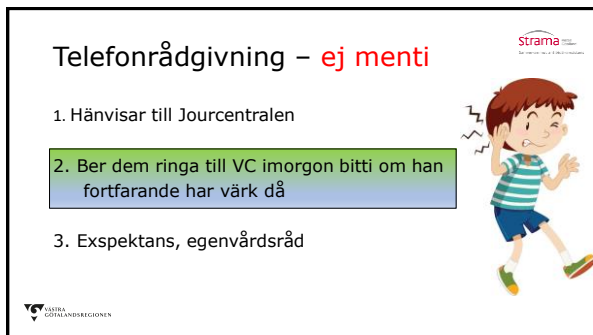 Telefonrådgivning – ej menti
Strama
1. Hänvisar till Jourcentralen
2. Ber dem ringa till VC imorgon bitti om han
fortfarande har värk då
3. Exspektans, egenvårdsråd
VÄSTRA
GÖTALANDSREGIONEN